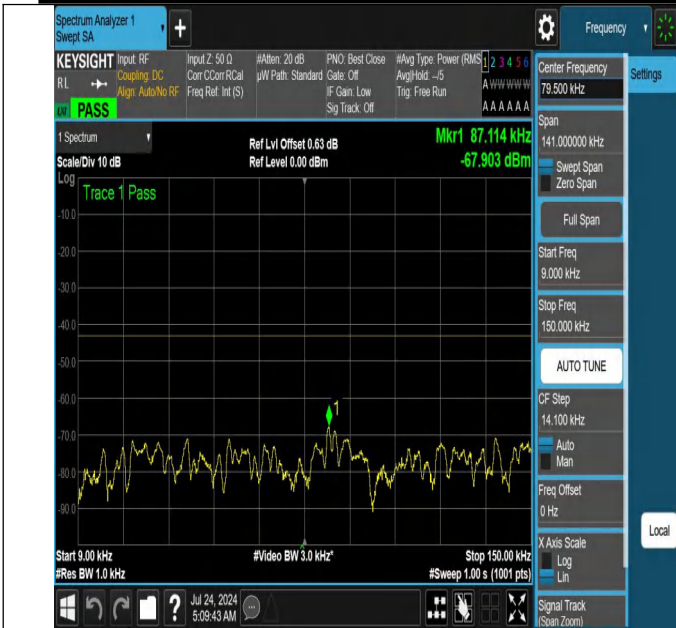 Spectrum Analyzer 1
Swept SA
+
Frequency
KEYSIGHT
RL
PASS
Input: RF
Coupling: DC
Align: Auto/No RF
Input Z: 50 Ω
Corr CCorr RCal
Freq Ref: Int (S)
#Atten: 20 dB
µW Path: Standard
PNO: Best Close
Gate: Off
IF Gain: Low
Sig Track: Off
#Avg Type: Power (RMS
Avg|Hold: --/5
Trig: Free Run
1 2 3 4 5 6
A W W W W W
A A A A A A
1 Spectrum
Scale/Div 10 dB
Ref Lvl Offset 0.63 dB
Ref Level 0.00 dBm
Mkr1 87.114 kHz
-67.903 dBm
Log
Trace 1 Pass
-10.0
-20.0
-30.0
-40.0
-50.0
-60.0
-70.0
-80.0
-90.0
1
Start 9.00 kHz
#Res BW 1.0 kHz
#Video BW 3.0 kHz*
Stop 150.00 kHz
#Sweep 1.00 s (1001 pts)
Jul 24, 2024
5:09:43 AM
?
Center Frequency
79.500 kHz
Span
141.000000 kHz
Swept Span
Zero Span
Full Span
Start Freq
9.000 kHz
Stop Freq
150.000 kHz
AUTO TUNE
CF Step
14.100 kHz
Auto
Man
Freq Offset
0 Hz
X Axis Scale
Log
Lin
Signal Track
(Span Zoom)
Settings
Local